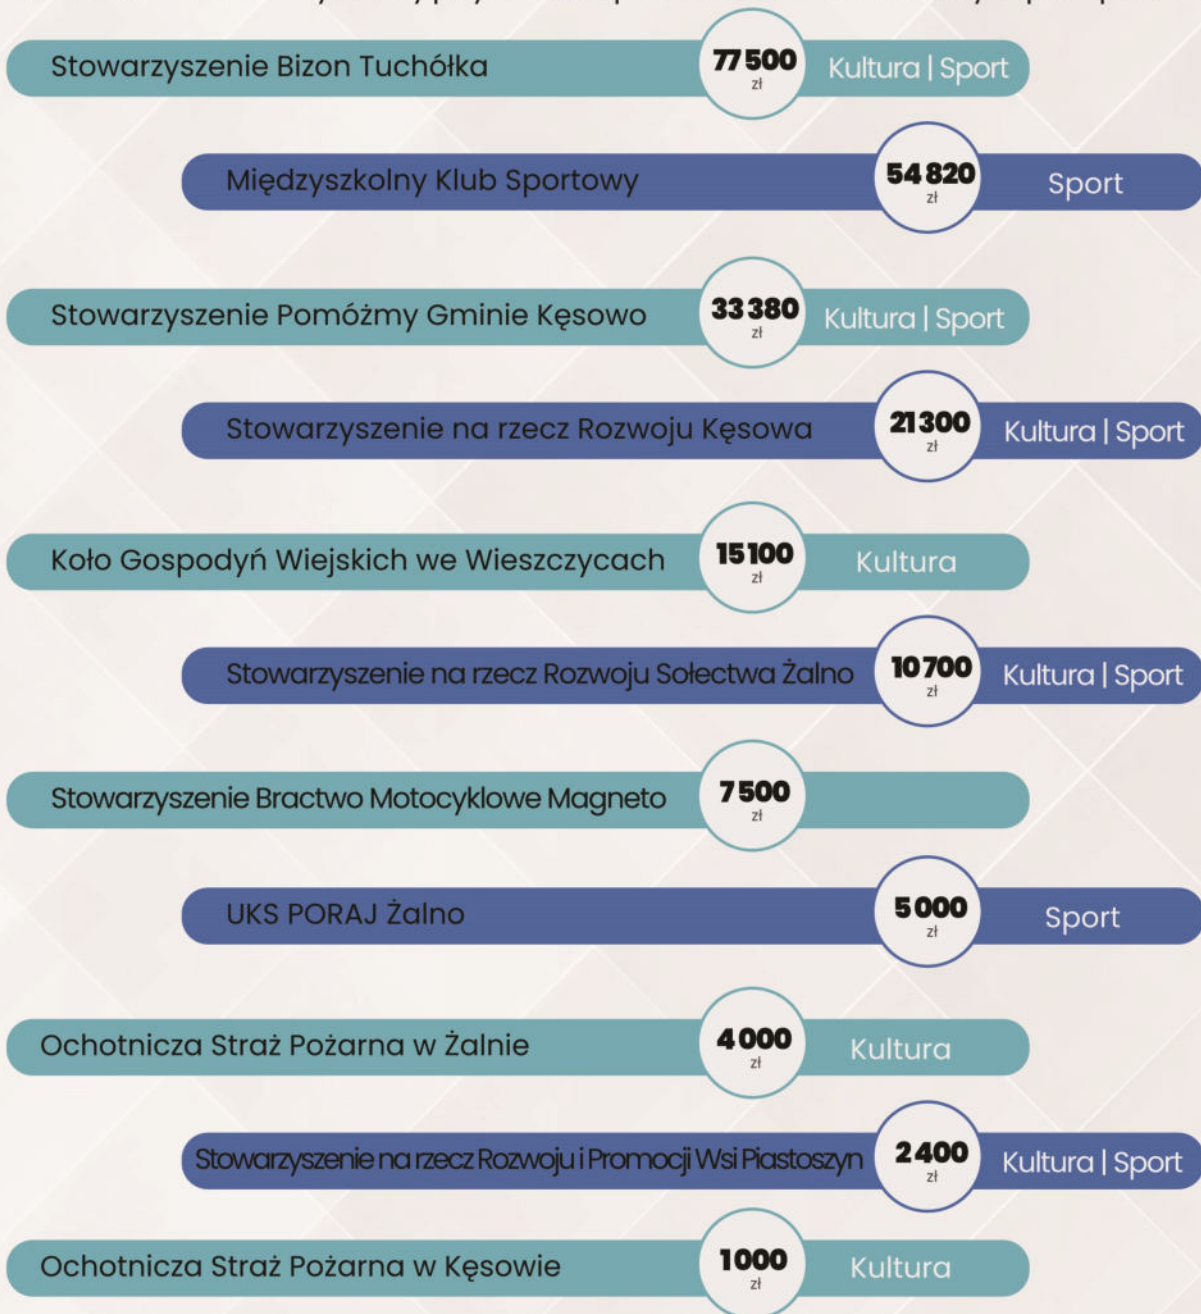 Stowarzyszenie Bizon Tuchółka 77 500 zł Kultura | Sport
Międzyszkolny Klub Sportowy 54 820 zł Sport
Stowarzyszenie Pomóżmy Gminie Kęsowo 33 380 zł Kultura | Sport
Stowarzyszenie na rzecz Rozwoju Kęsowa 21 300 zł Kultura | Sport
Koło Gospodyń Wiejskich we Wieszczycach 15 100 zł Kultura
Stowarzyszenie na rzecz Rozwoju Sołectwa Żalno 10 700 zł Kultura | Sport
Stowarzyszenie Bractwo Motocyklowe Magneto 7 500 zł
UKS PORAJ Żalno 5 000 zł Sport
Ochotnicza Straż Pożarna w Żalnie 4 000 zł Kultura
Stowarzyszenie na rzecz Rozwoju i Promocji Wsi Piastoszyn 2 400 zł Kultura | Sport
Ochotnicza Straż Pożarna w Kęsowie 1 000 zł Kultura